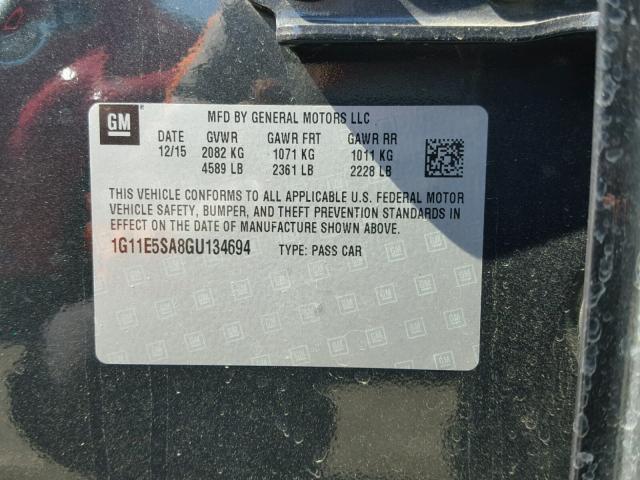 GM
MFD BY GENERAL MOTORS LLC
DATE GVWR GAWR FRT GAWR RR
12/15 2082 KG 1071 KG 1011 KG
4589 LB 2361 LB 2228 LB
THIS VEHICLE CONFORMS TO ALL APPLICABLE U.S. FEDERAL MOTOR
VEHICLE SAFETY, BUMPER, AND THEFT PREVENTION STANDARDS IN
EFFECT ON THE DATE OF MANUFACTURE SHOWN ABOVE.
1G11E5SA8GU134694 TYPE: PASS CAR